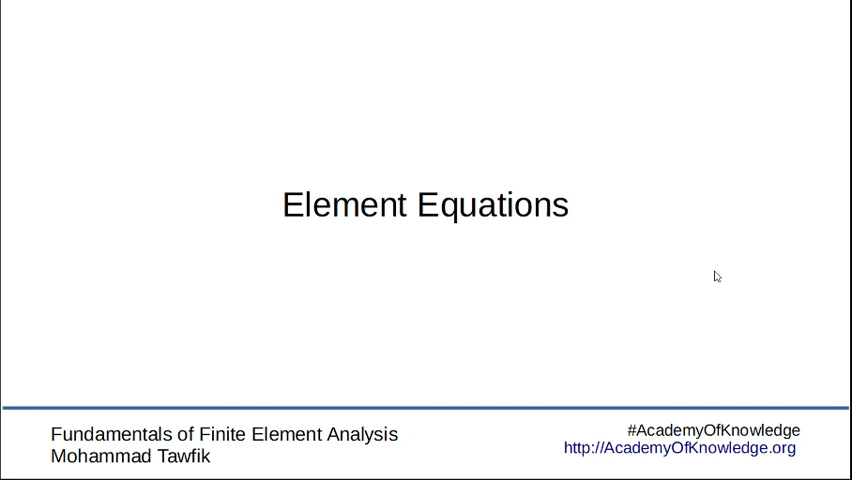 Element Equations
Fundamentals of Finite Element Analysis
Mohammad Tawfik
#AcademyOfKnowledge
http://AcademyOfKnowledge.org